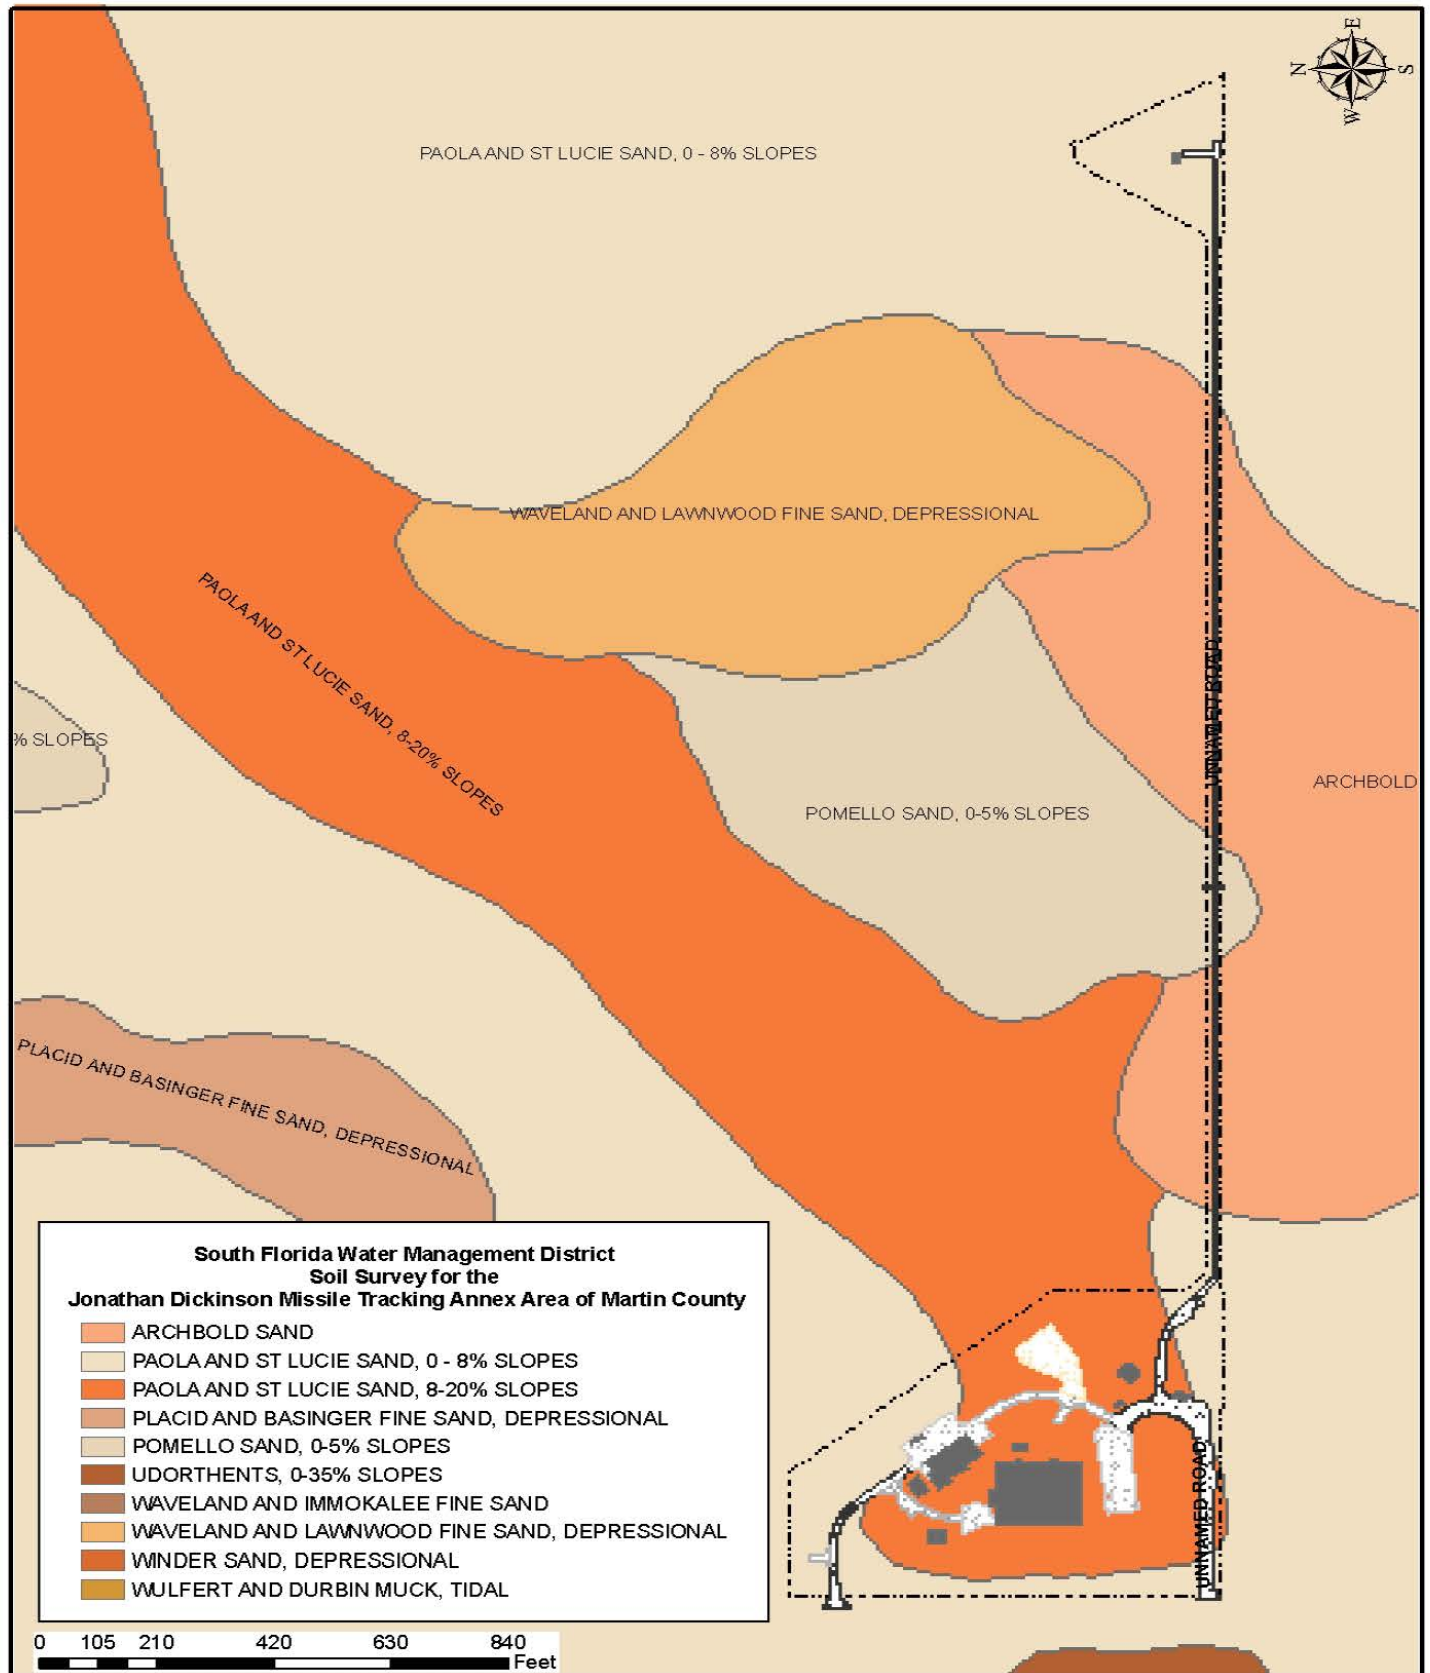 E
N
S
W
PAOLA AND ST LUCIE SAND, 0 - 8% SLOPES
WAVELAND AND LAWNWOOD FINE SAND, DEPRESSIONAL
PAOLA AND ST LUCIE SAND, 8-20% SLOPES
UNNAMED ROAD
% SLOPES
ARCHBOLD
POMELLO SAND, 0-5% SLOPES
PLACID AND BASINGER FINE SAND, DEPRESSIONAL
South Florida Water Management District
Soil Survey for the
Jonathan Dickinson Missile Tracking Annex Area of Martin County
ARCHBOLD SAND
PAOLA AND ST LUCIE SAND, 0 - 8% SLOPES
PAOLA AND ST LUCIE SAND, 8-20% SLOPES
PLACID AND BASINGER FINE SAND, DEPRESSIONAL
POMELLO SAND, 0-5% SLOPES
UDORTHENTS, 0-35% SLOPES
WAVELAND AND IMMOKALEE FINE SAND
WAVELAND AND LAWNWOOD FINE SAND, DEPRESSIONAL
WINDER SAND, DEPRESSIONAL
WULFERT AND DURBIN MUCK, TIDAL
UNNAMED ROAD
0 105 210 420 630 840
Feet